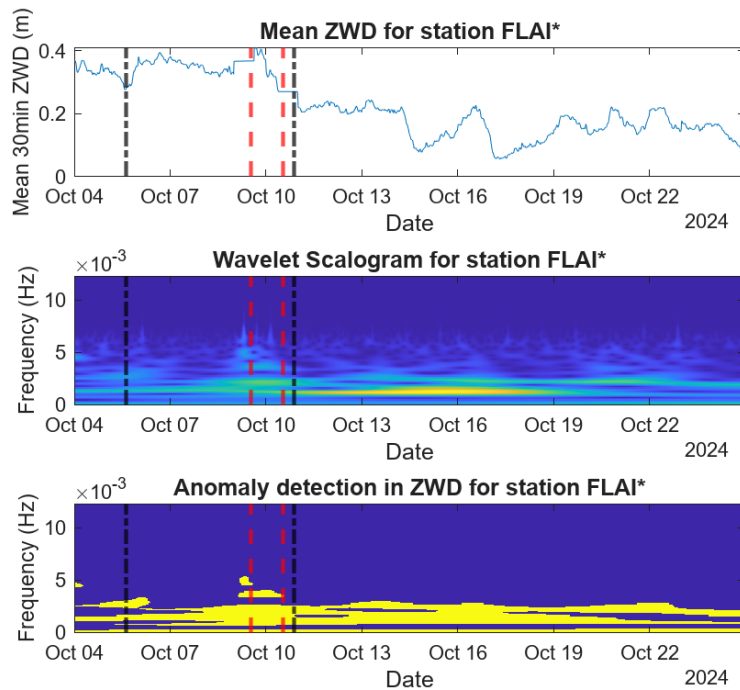 Mean ZWD for station FLAI*
Mean 30min ZWD (m)
0.4
0.2
0
Oct 04 Oct 07 Oct 10 Oct 13 Oct 16 Oct 19 Oct 22
Date
2024
Wavelet Scalogram for station FLAI*
×10⁻³
Frequency (Hz)
10
5
0
Oct 04 Oct 07 Oct 10 Oct 13 Oct 16 Oct 19 Oct 22
Date
2024
Anomaly detection in ZWD for station FLAI*
×10⁻³
Frequency (Hz)
10
5
0
Oct 04 Oct 07 Oct 10 Oct 13 Oct 16 Oct 19 Oct 22
Date
2024